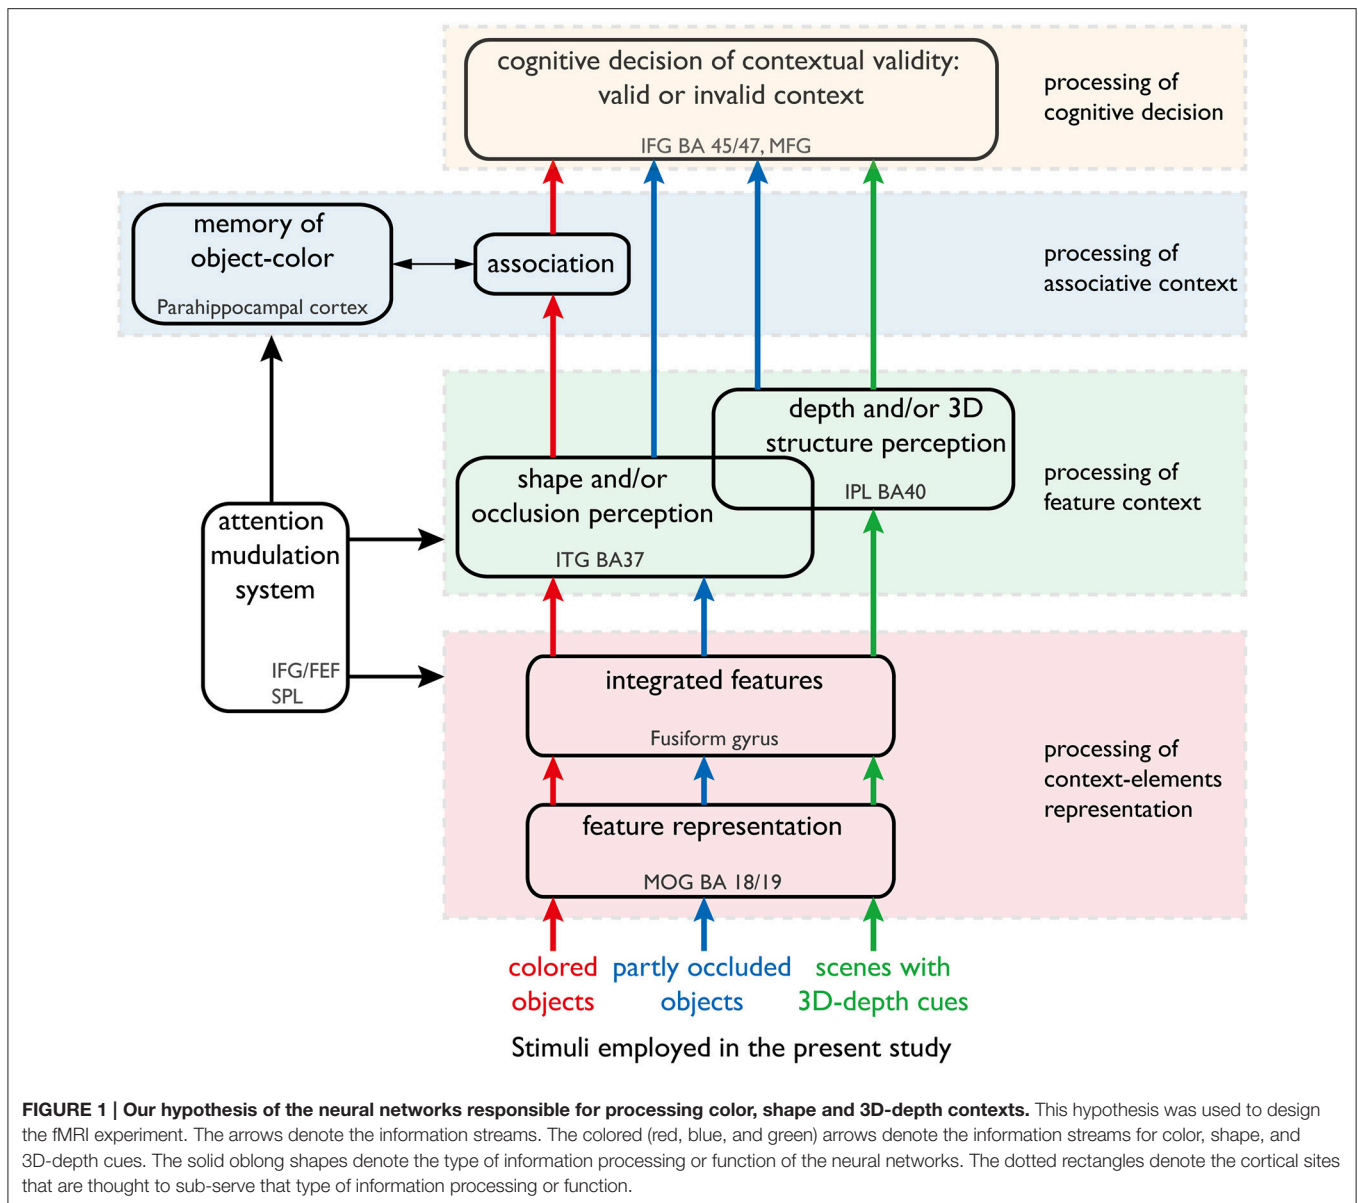 cognitive decision of contextual validity:
valid or invalid context
IFG BA 45/47, MFG
processing of
cognitive decision
memory of
object-color
Parahippocampal cortex
association
processing of
associative context
depth and/or 3D
structure perception
IPL BA40
shape and/or
occlusion perception
ITG BA37
processing of
feature context
attention
mudulation
system
IFG/FEF
SPL
integrated features
Fusiform gyrus
feature representation
MOG BA 18/19
processing of
context-elements
representation
colored
objects
partly occluded
objects
scenes with
3D-depth cues
Stimuli employed in the present study
FIGURE 1 | Our hypothesis of the neural networks responsible for processing color, shape and 3D-depth contexts. This hypothesis was used to design
the fMRI experiment. The arrows denote the information streams. The colored (red, blue, and green) arrows denote the information streams for color, shape, and
3D-depth cues. The solid oblong shapes denote the type of information processing or function of the neural networks. The dotted rectangles denote the cortical sites
that are thought to sub-serve that type of information processing or function.